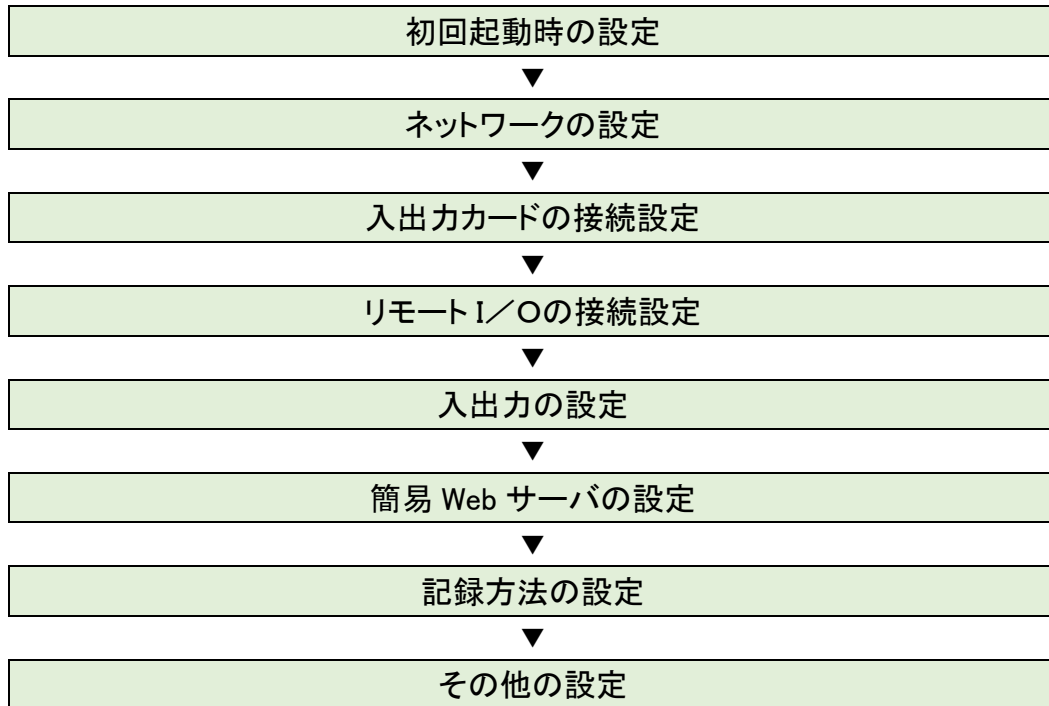 初回起動時の設定
▼
ネットワークの設定
▼
入出力カードの接続設定
▼
リモート I／Oの接続設定
▼
入出力の設定
▼
簡易 Web サーバの設定
▼
記録方法の設定
▼
その他の設定